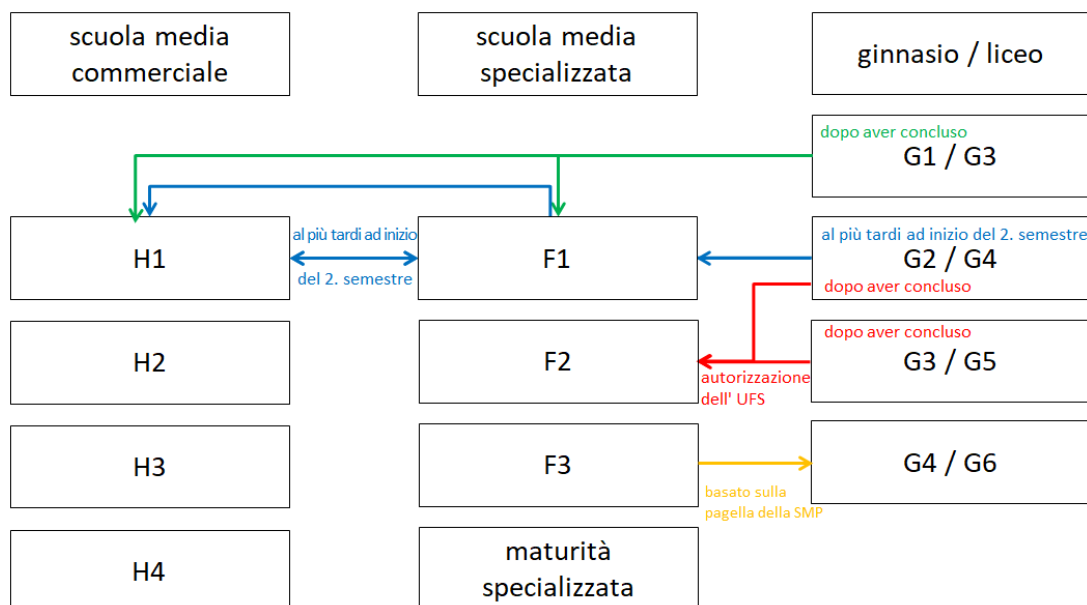 scuola media
commerciale
scuola media
specializzata
ginnasio / liceo
dopo aver concluso
G1 / G3
H1
al più tardi ad inizio
del 2. semestre
F1
al più tardi ad inizio del 2. semestre
G2 / G4
dopo aver concluso
H2
F2
autorizzazione
dell' UFS
dopo aver concluso
G3 / G5
H3
F3
basato sulla
pagella della SMP
G4 / G6
H4
maturità
specializzata